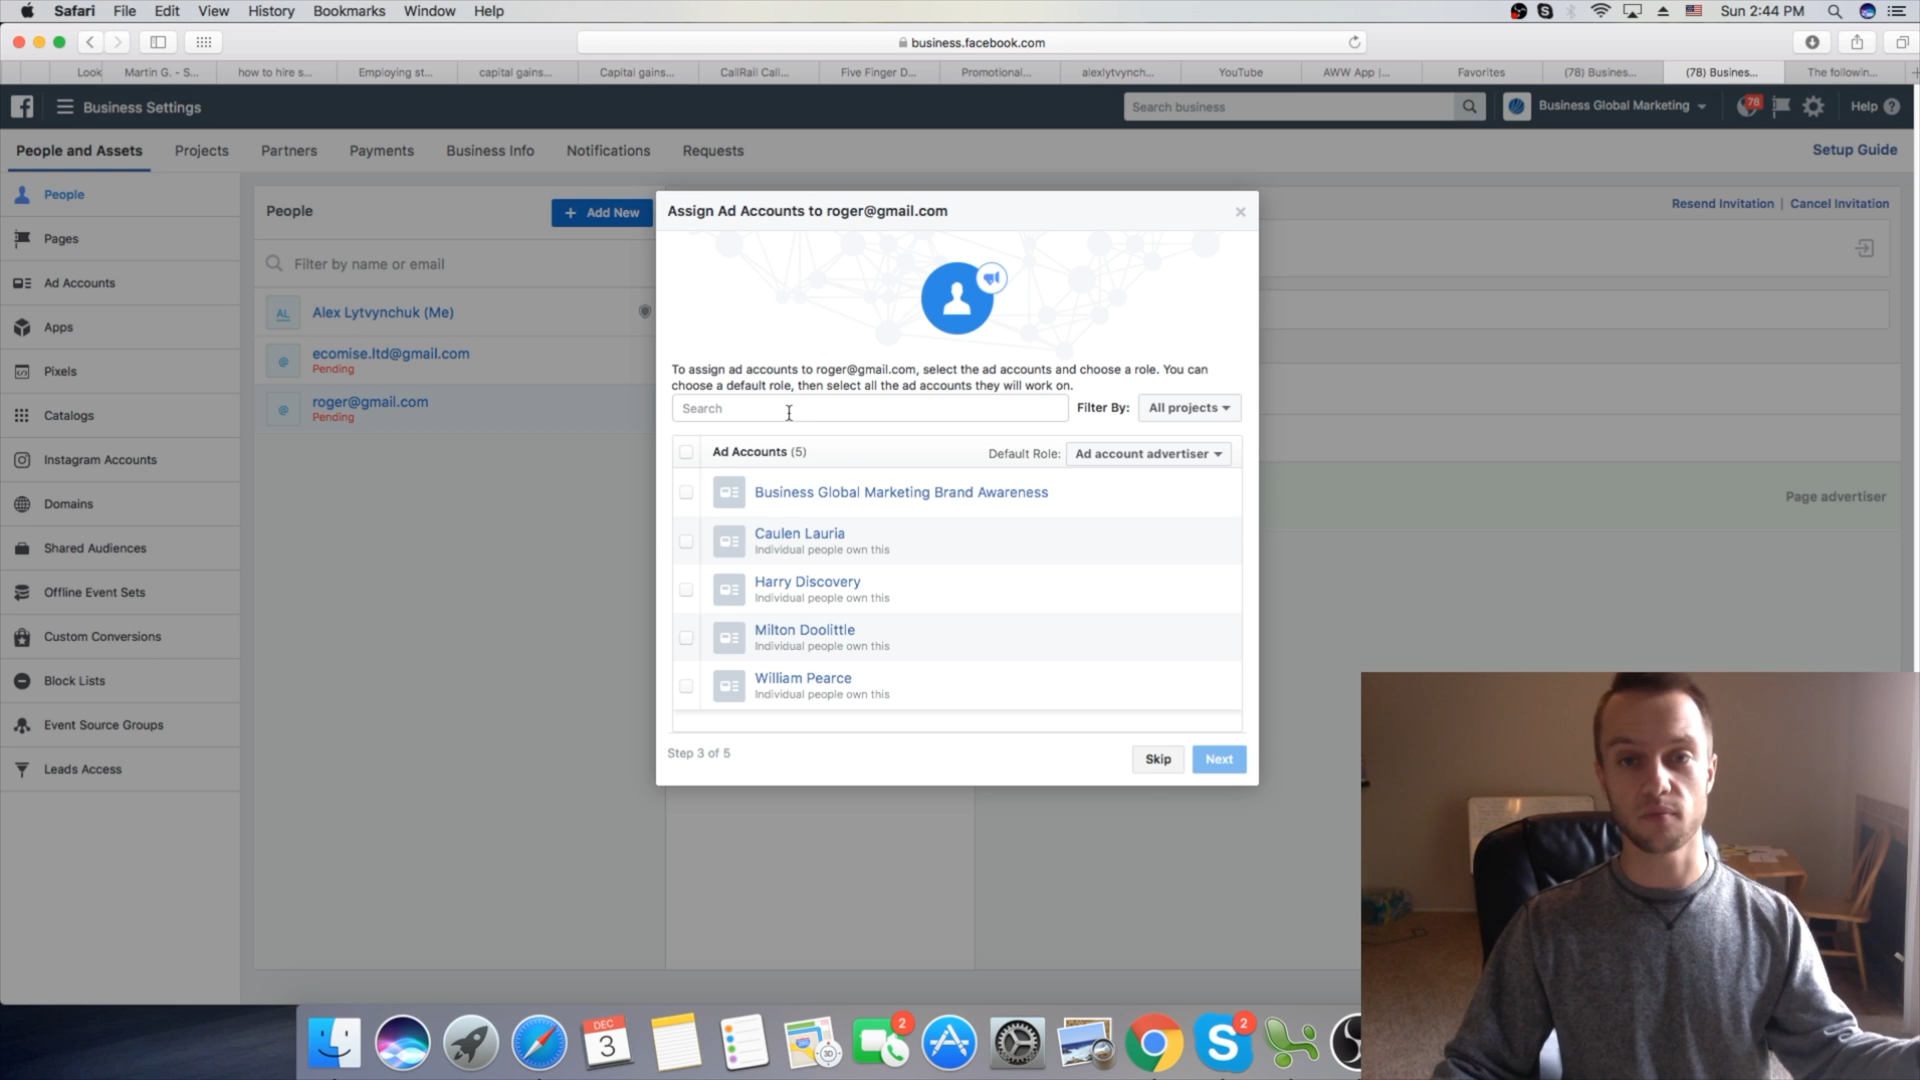 Safari File Edit View History Bookmarks Window Help
Sun 2:44 PM
business.facebook.com
Look
Martin G. - S...
how to hire s...
Employing st...
capital gains...
Capital gains...
CallRail Call...
Five Finger D...
Promotional...
alexlytvynch...
YouTube
AWW App |...
Favorites
(78) Busines...
(78) Busines...
The followin...
Business Settings
Search business
Business Global Marketing
78
Help
People and Assets
Projects
Partners
Payments
Business Info
Notifications
Requests
Setup Guide
People
Pages
Ad Accounts
Apps
Pixels
Catalogs
Instagram Accounts
Domains
Shared Audiences
Offline Event Sets
Custom Conversions
Block Lists
Event Source Groups
Leads Access
People
+ Add New
Filter by name or email
AL
Alex Lytvynchuk (Me)
@
ecomise.ltd@gmail.com
Pending
@
roger@gmail.com
Pending
Resend Invitation | Cancel Invitation
Page advertiser
Assign Ad Accounts to roger@gmail.com
To assign ad accounts to roger@gmail.com, select the ad accounts and choose a role. You can
choose a default role, then select all the ad accounts they will work on.
Search
Filter By:
All projects
Ad Accounts (5)
Default Role:
Ad account advertiser
Business Global Marketing Brand Awareness
Caulen Lauria
Individual people own this
Harry Discovery
Individual people own this
Milton Doolittle
Individual people own this
William Pearce
Individual people own this
Step 3 of 5
Skip
Next
DEC
3
3D
2
2